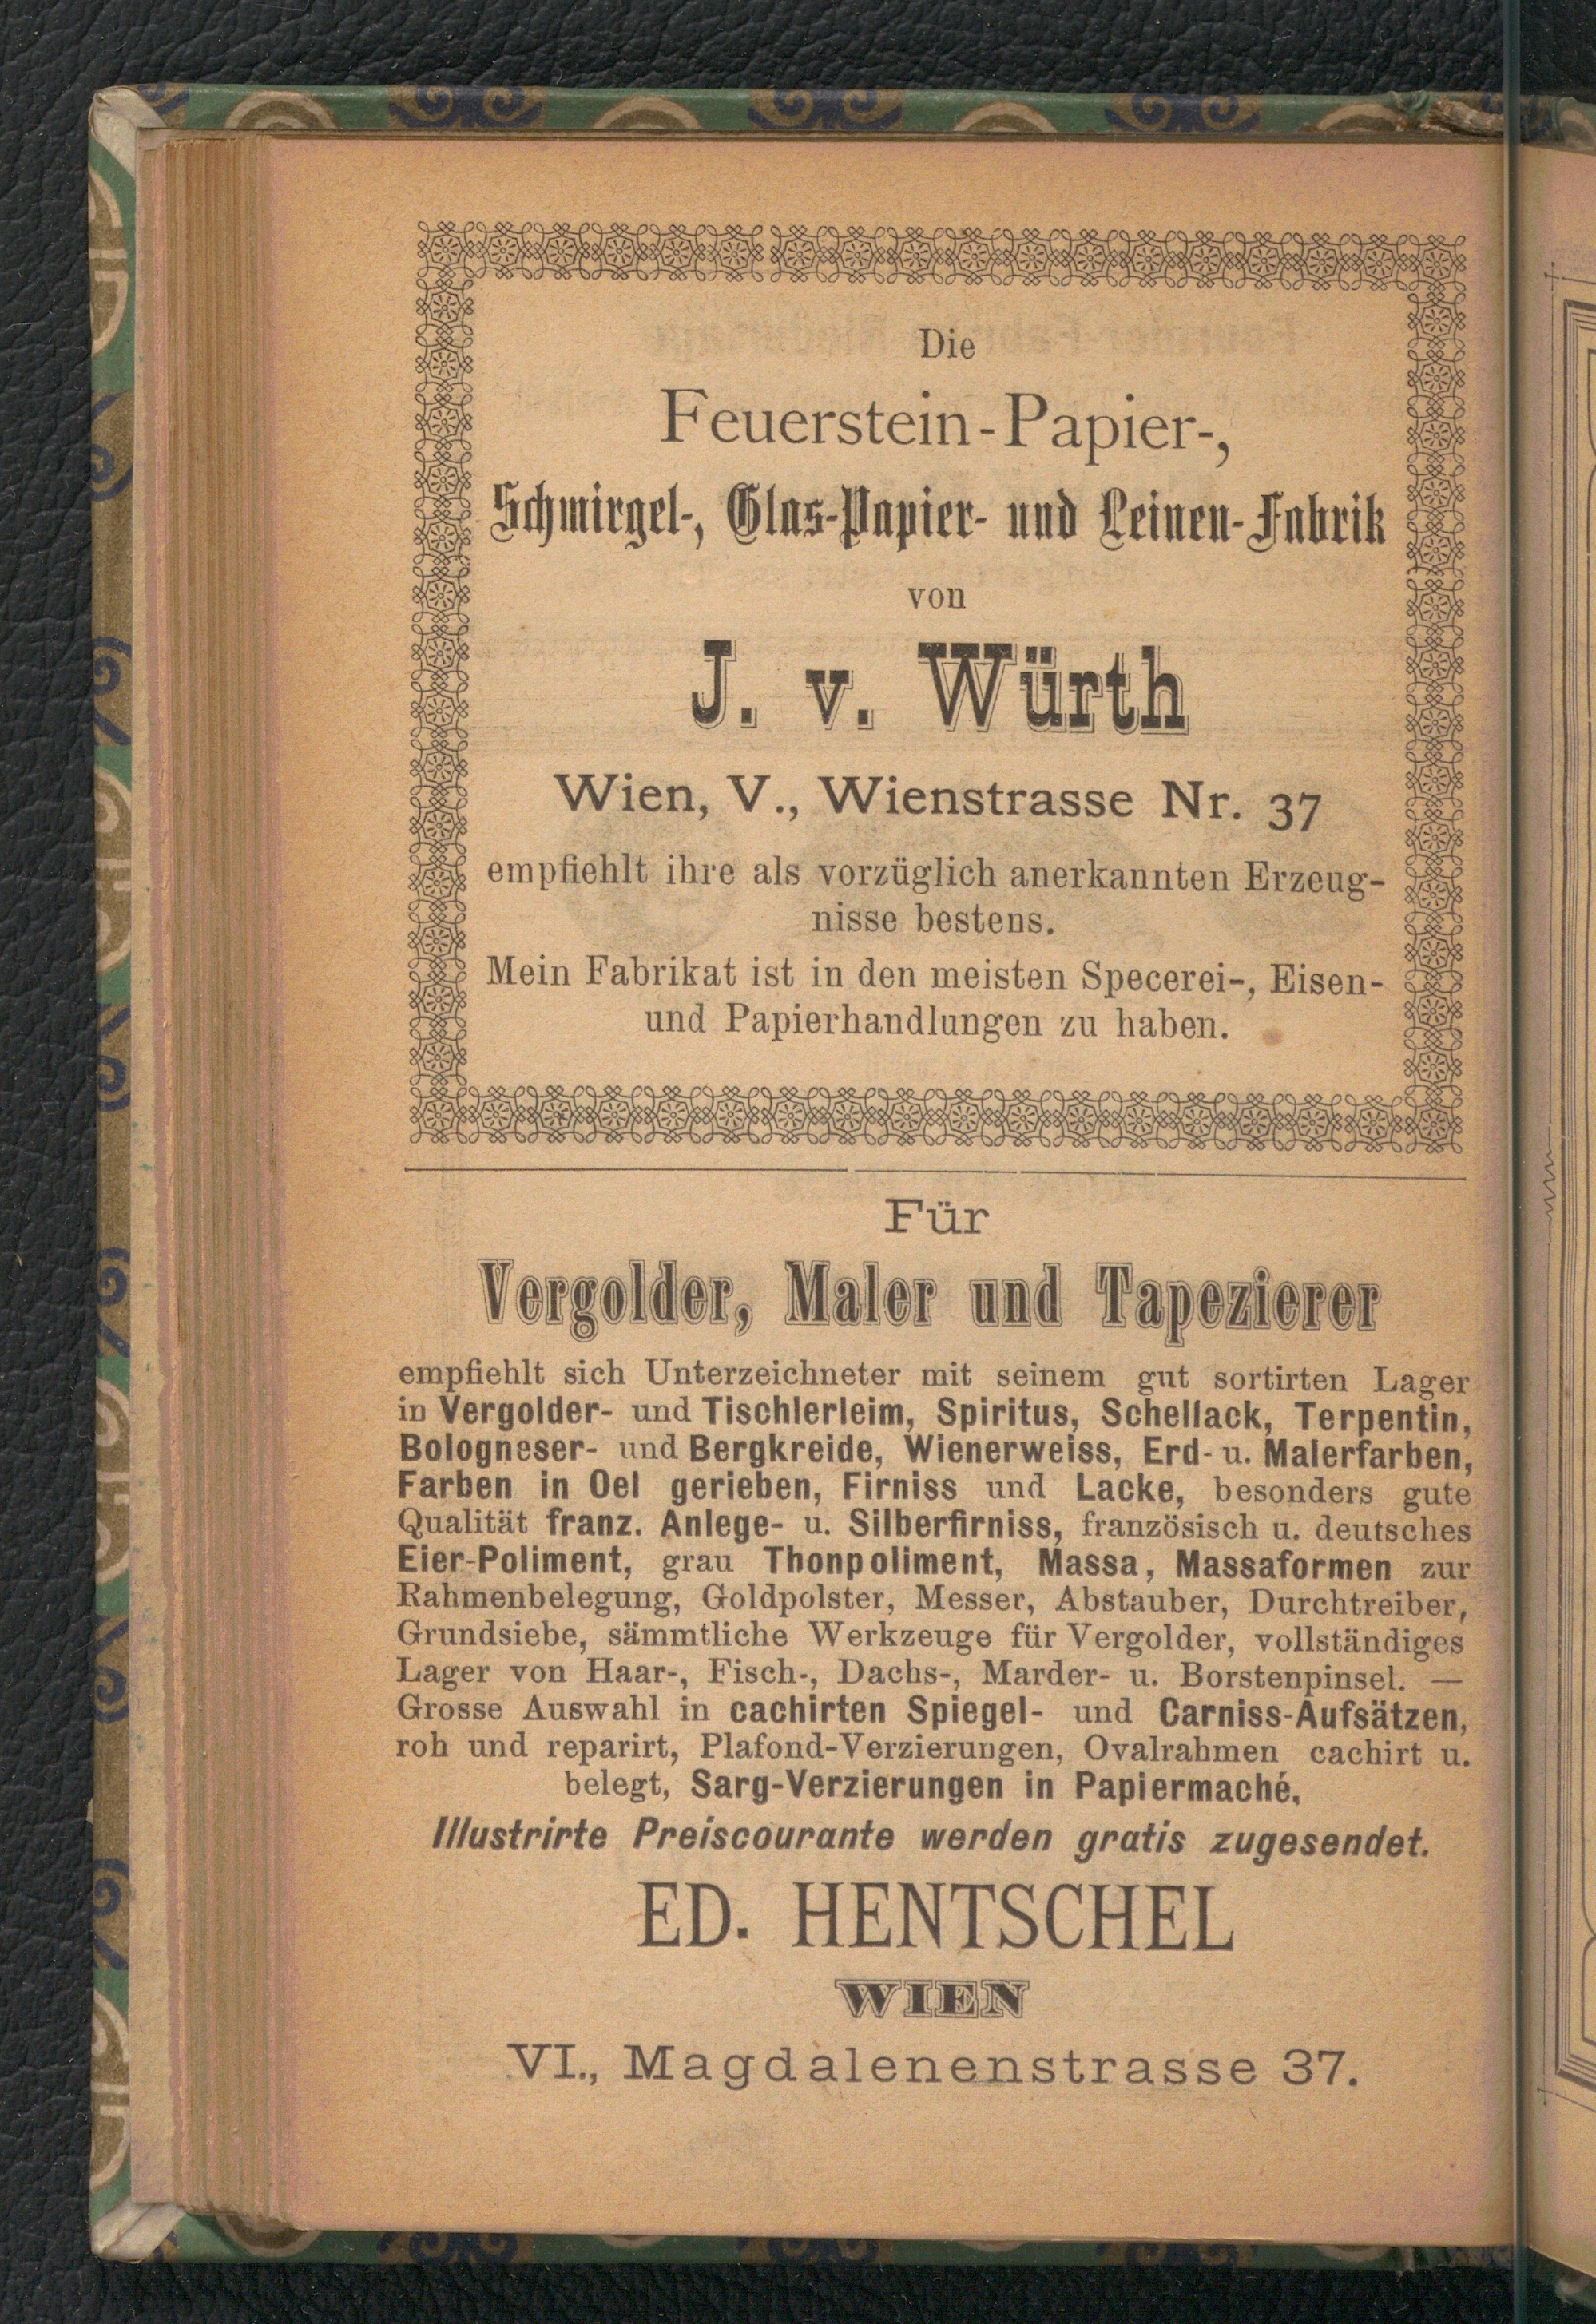 Die
Feuerstein-Papier-,
Schmirgel-, Glas-Papier- und Leinen-Fabrik
von
J. v. Würth
Wien, V., Wienstrasse Nr. 37
empfiehlt ihre als vorzüglich anerkannten Erzeug-
nisse bestens.
Mein Fabrikat ist in den meisten Specerei-, Eisen-
und Papierhandlungen zu haben.
Für
Vergolder, Maler und Tapezierer
empfiehlt sich Unterzeichneter mit seinem gut sortirten Lager
in Vergolder- und Tischlerleim, Spiritus, Schellack, Terpentin,
Bologneser- und Bergkreide, Wienerweiss, Erd- u. Malerfarben,
Farben in Oel gerieben, Firniss und Lacke, besonders gute
Qualität franz. Anlege- u. Silberfirniss, französisch u. deutsches
Eier-Poliment, grau Thonpoliment, Massa, Massaformen zur
Rahmenbelegung, Goldpolster, Messer, Abstauber, Durchtreiber,
Grundsiebe, sämmtliche Werkzeuge für Vergolder, vollständiges
Lager von Haar-, Fisch-, Dachs-, Marder- u. Borstenpinsel. —
Grosse Auswahl in cachirten Spiegel- und Carniss-Aufsätzen,
roh und reparirt, Plafond-Verzierungen, Ovalrahmen cachirt u.
belegt, Sarg-Verzierungen in Papiermaché.
Illustrirte Preiscourante werden gratis zugesendet.
ED. HENTSCHEL
WIEN
VI., Magdalenenstrasse 37.